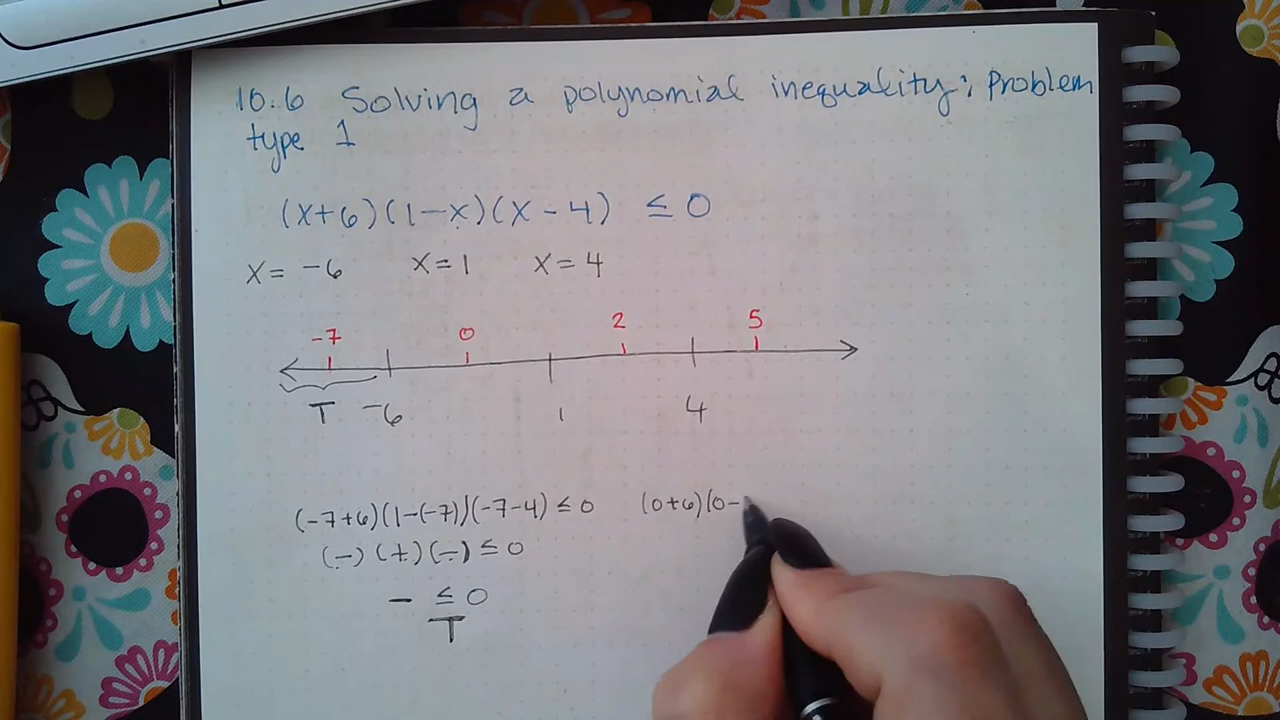 10.6 Solving a polynomial inequality: Problem
type 1
(x+6)(1-x)(x-4) ≤ 0
x = -6 x = 1 x = 4
-7 0 2 5
T -6 1 4
(-7+6)(1-(-7))(-7-4) ≤ 0 (0+6)(0-
(-)(+)(-) ≤ 0
- ≤ 0
T